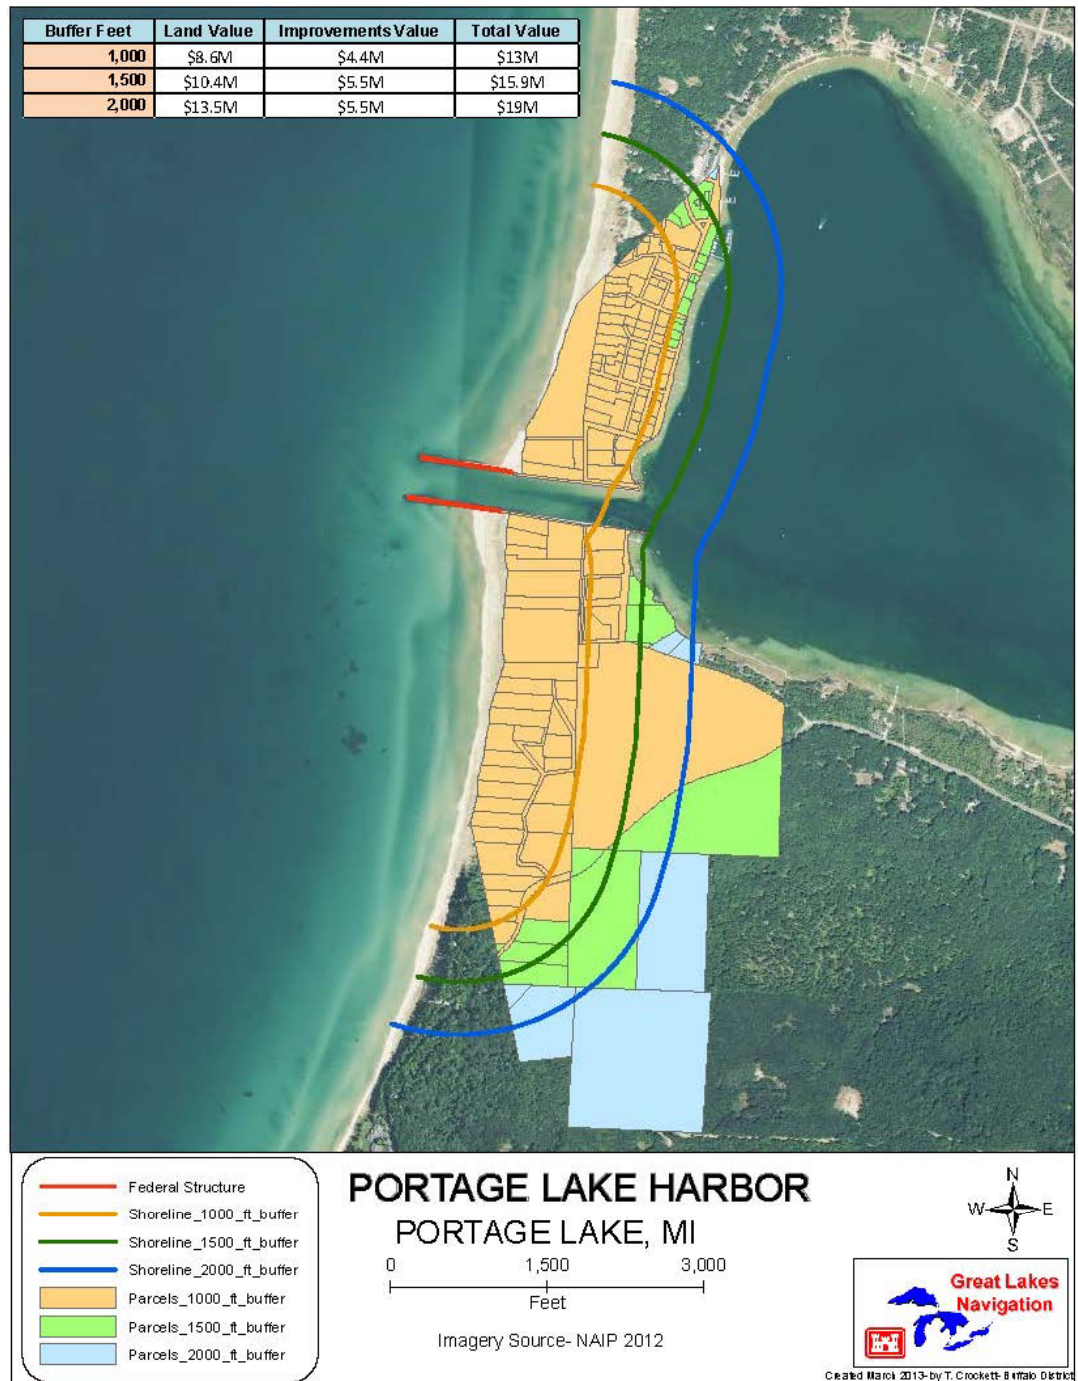 Buffer Feet Land Value Improvements Value Total Value
1,000 $8.6M $4.4M $13M
1,500 $10.4M $5.5M $15.9M
2,000 $13.5M $5.5M $19M
Federal Structure
Shoreline_1000_ft_buffer
Shoreline_1500_ft_buffer
Shoreline_2000_ft_buffer
Parcels_1000_ft_buffer
Parcels_1500_ft_buffer
Parcels_2000_ft_buffer
PORTAGE LAKE HARBOR
PORTAGE LAKE, MI
0 1,500 3,000
Feet
Imagery Source- NAIP 2012
N
W E
S
Great Lakes
Navigation
Created March 2013-by T. Crockett- Buffalo District